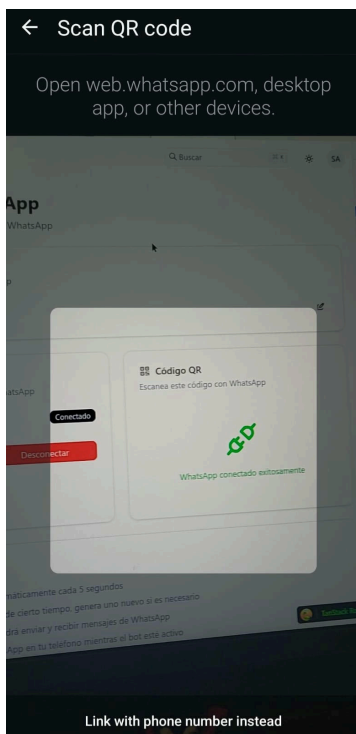 Scan QR code
Open web.whatsapp.com, desktop
app, or other devices.
Buscar
SA
App
WhatsApp
Código QR
Escanea este código con WhatsApp
Conectado
Desconectar
WhatsApp conectado exitosamente
cada 5 segundos
de cierto tiempo, genera uno nuevo si es necesario
enviar y recibir mensajes de WhatsApp
App en tu teléfono mientras el bot este activo
Link with phone number instead